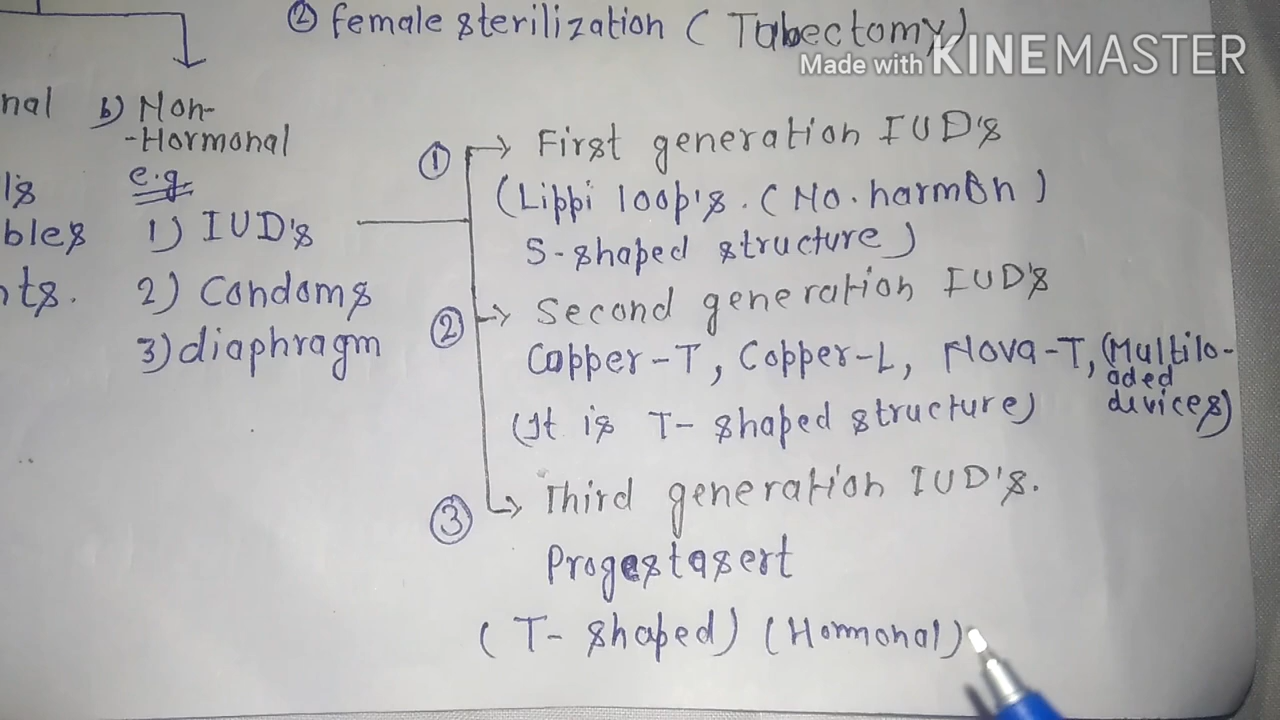 ② female sterilization ( Tubectomy)
Made with KINEMASTER
nal b) Non-
-Hormonal
e.g.
1) IUD's
2) Condoms
3) diaphragm
ls
bles
nts.
① → First generation IUD's
(Lippi loop's. (No. harmon)
S-shaped structure)
② → Second generation IUD's
Copper-T, Copper-L, Nova-T, (Multilo-
aded
devices)
(It is T- shaped structure)
③ → Third generation IUD's.
Progestasert
( T- shaped) (Hormonal)